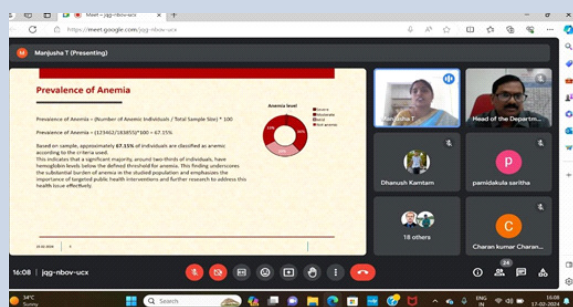 Meet - jqg-nbov-ucx
https://meet.google.com/jqg-nbov-ucx
Manjusha T (Presenting)
Prevalence of Anemia
Prevalence of Anemia = (Number of Anemic Individuals / Total Sample Size) * 100
Prevalence of Anemia = (123462/183855)*100 = 67.15%
Based on sample, approximately 67.15% of individuals are classified as anemic
according to the criteria used.
This indicates that a significant majority, around two-thirds of individuals, have
hemoglobin levels below the defined threshold for anemia. This finding underscores
the substantial burden of anemia in the studied population and emphasizes the
importance of targeted public health interventions and further research to address this
health issue effectively.
Anemia level
Severe
Moderate
Mild
Not anemic
Manjusha T
Head of the Departm...
Dhanush Kamtam
P
pamidakula saritha
18 others
C
Charan kumar Charan...
16:08 | jqg-nbov-ucx
24
34°C
Sunny
Search
ENG
IN
16:08
17-02-2024